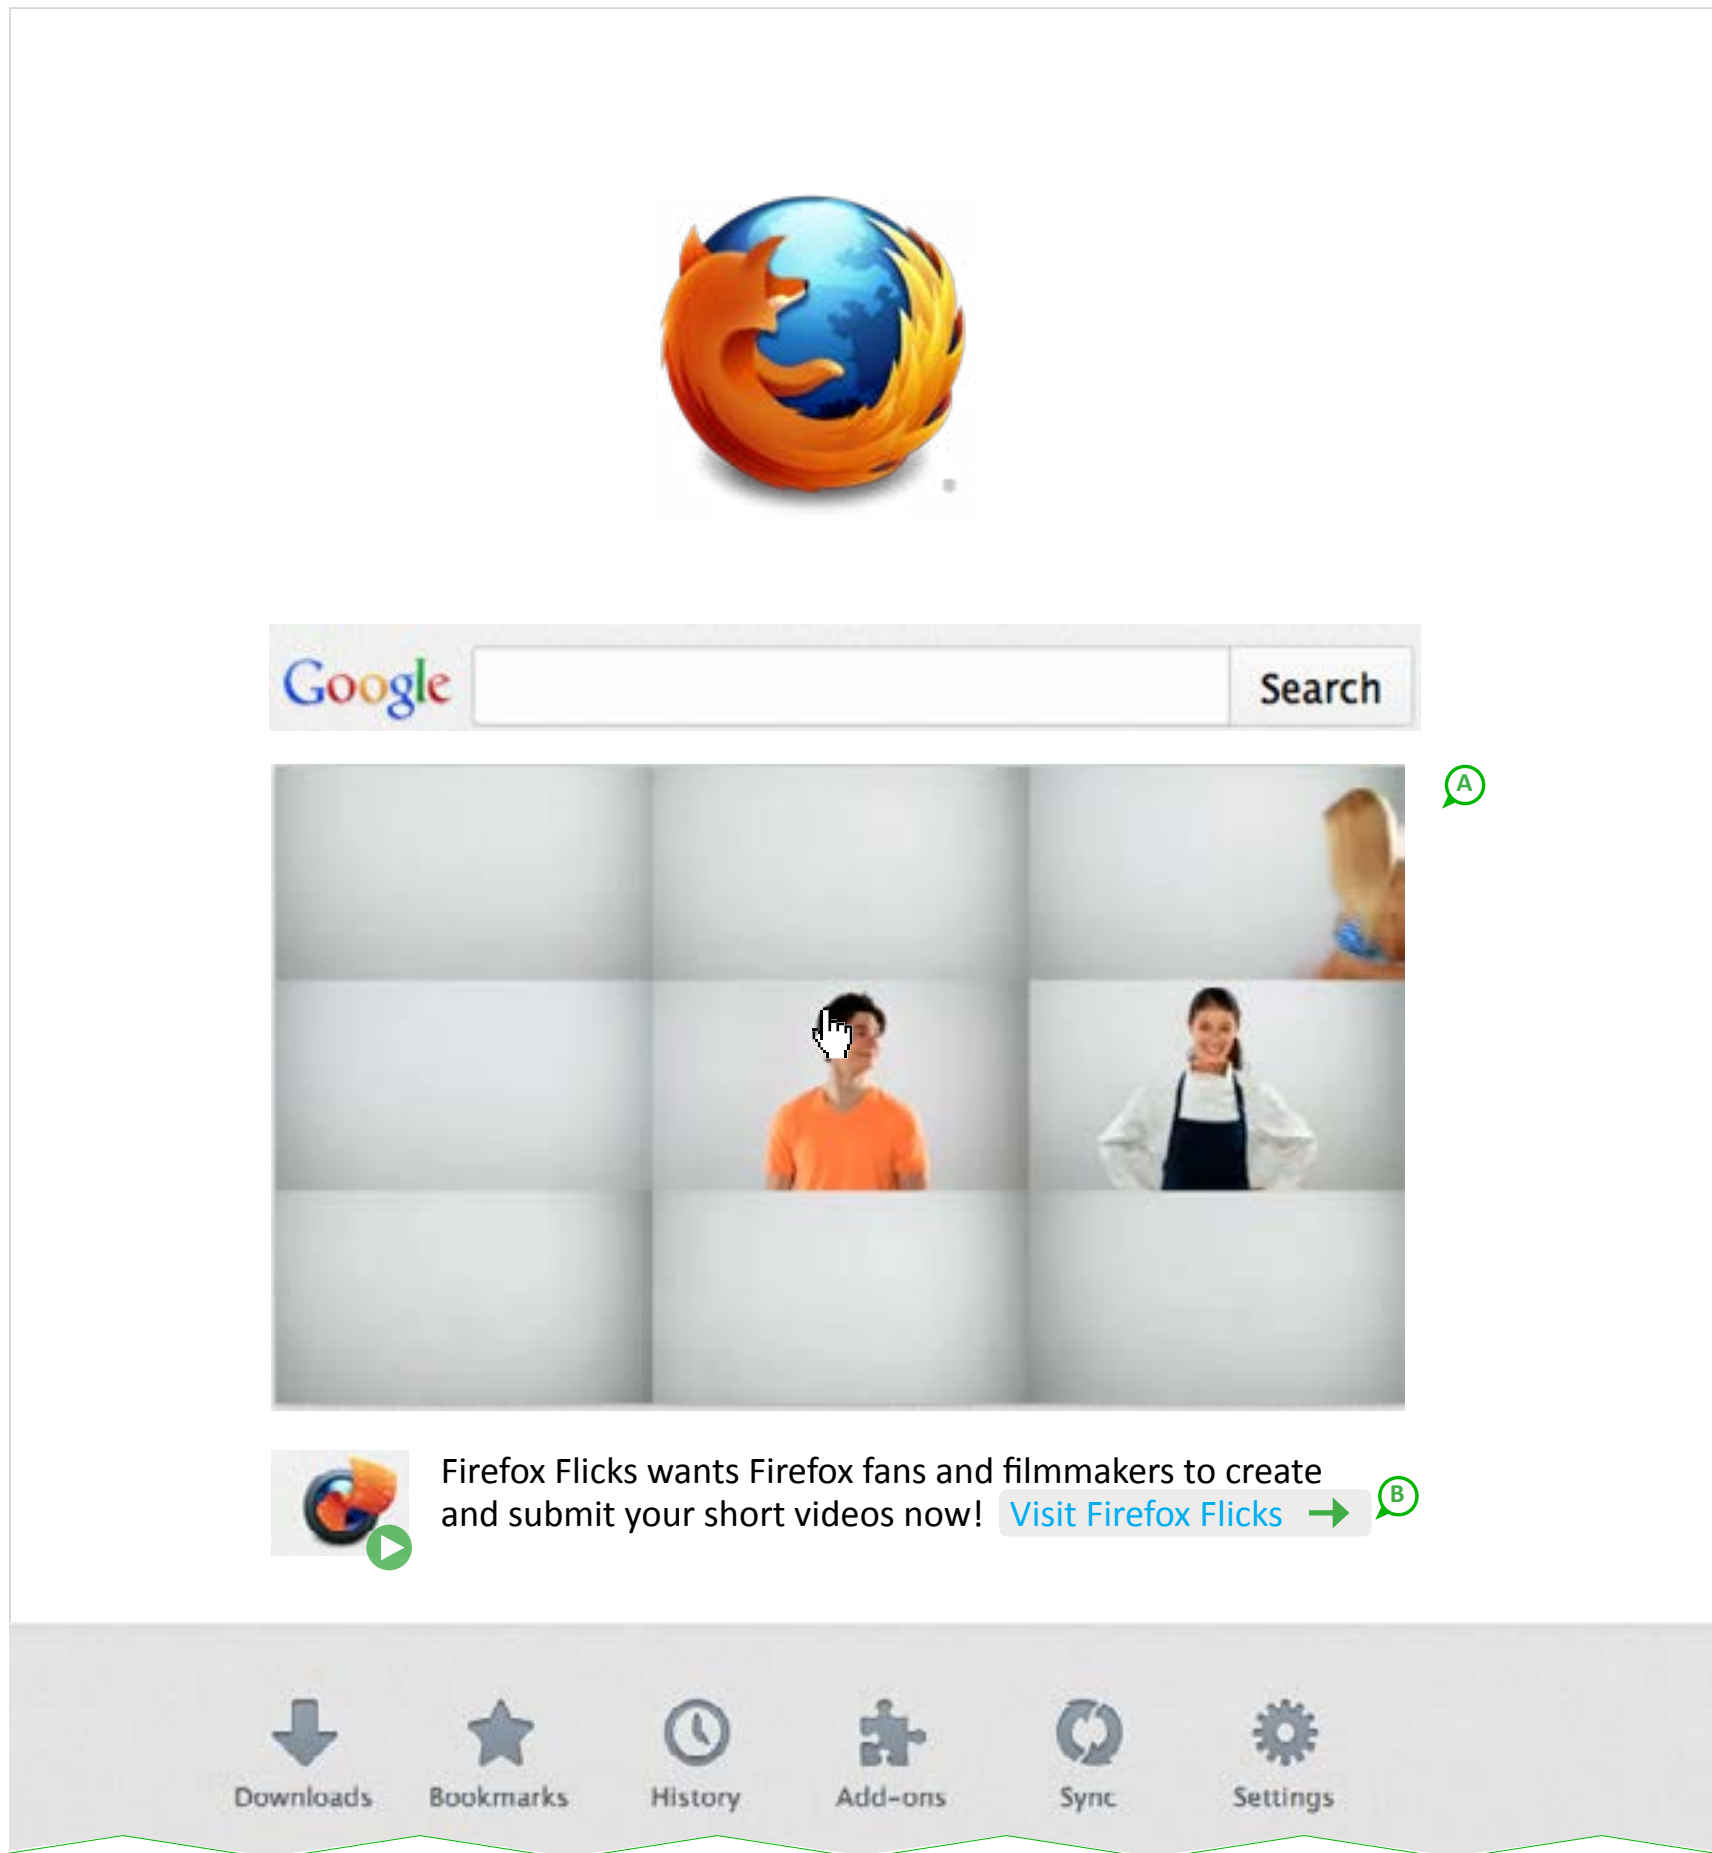 Google
Search
A
Firefox Flicks wants Firefox fans and filmmakers to create
and submit your short videos now! Visit Firefox Flicks
B
Downloads Bookmarks History Add-ons Sync Settings